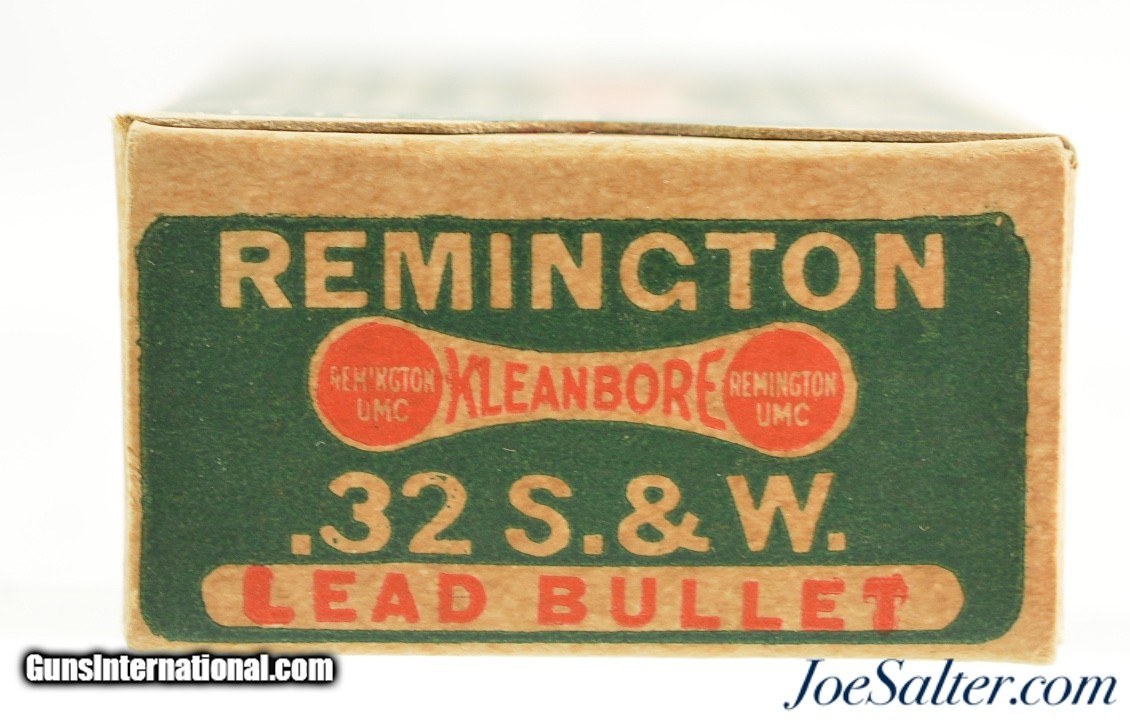 REMINGTON
REMINGTON
UMC
KLEANBORE
REMINGTON
UMC
.32 S.& W.
LEAD BULLET
GunsInternational.com
JoeSalter.com